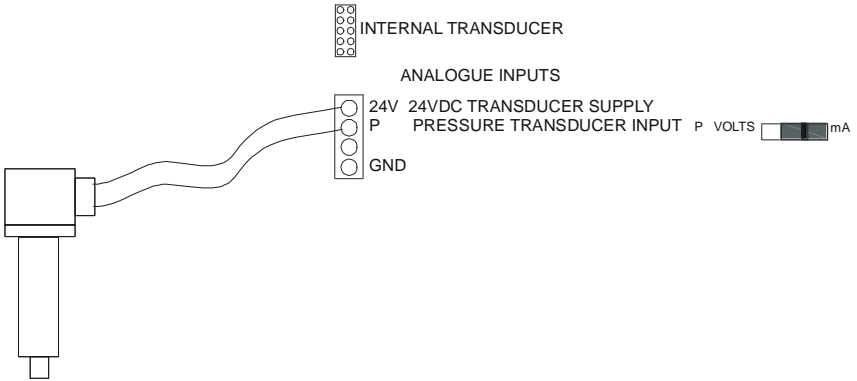 INTERNAL TRANSDUCER
ANALOGUE INPUTS
24V 24VDC TRANSDUCER SUPPLY
P PRESSURE TRANSDUCER INPUT P VOLTS mA
GND